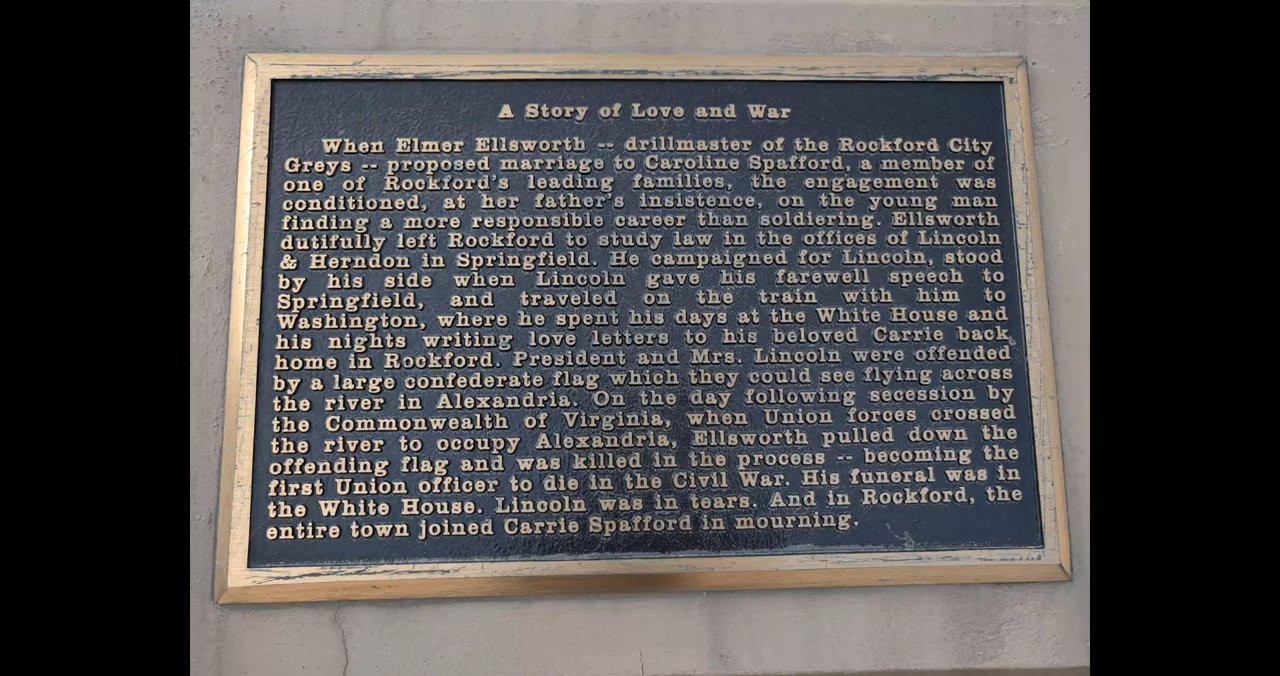 A Story of Love and War
When Elmer Ellsworth -- drillmaster of the Rockford City
Greys -- proposed marriage to Caroline Spafford, a member of
one of Rockford's leading families, the engagement was
conditioned, at her father's insistence, on the young man
finding a more responsible career than soldiering. Ellsworth
dutifully left Rockford to study law in the offices of Lincoln
& Herndon in Springfield. He campaigned for Lincoln, stood
by his side when Lincoln gave his farewell speech to
Springfield, and traveled on the train with him to
Washington, where he spent his days at the White House and
his nights writing love letters to his beloved Carrie back
home in Rockford. President and Mrs. Lincoln were offended
by a large confederate flag which they could see flying across
the river in Alexandria. On the day following secession by
the Commonwealth of Virginia, when Union forces crossed
the river to occupy Alexandria, Ellsworth pulled down the
offending flag and was killed in the process -- becoming the
first Union officer to die in the Civil War. His funeral was in
the White House. Lincoln was in tears. And in Rockford, the
entire town joined Carrie Spafford in mourning.